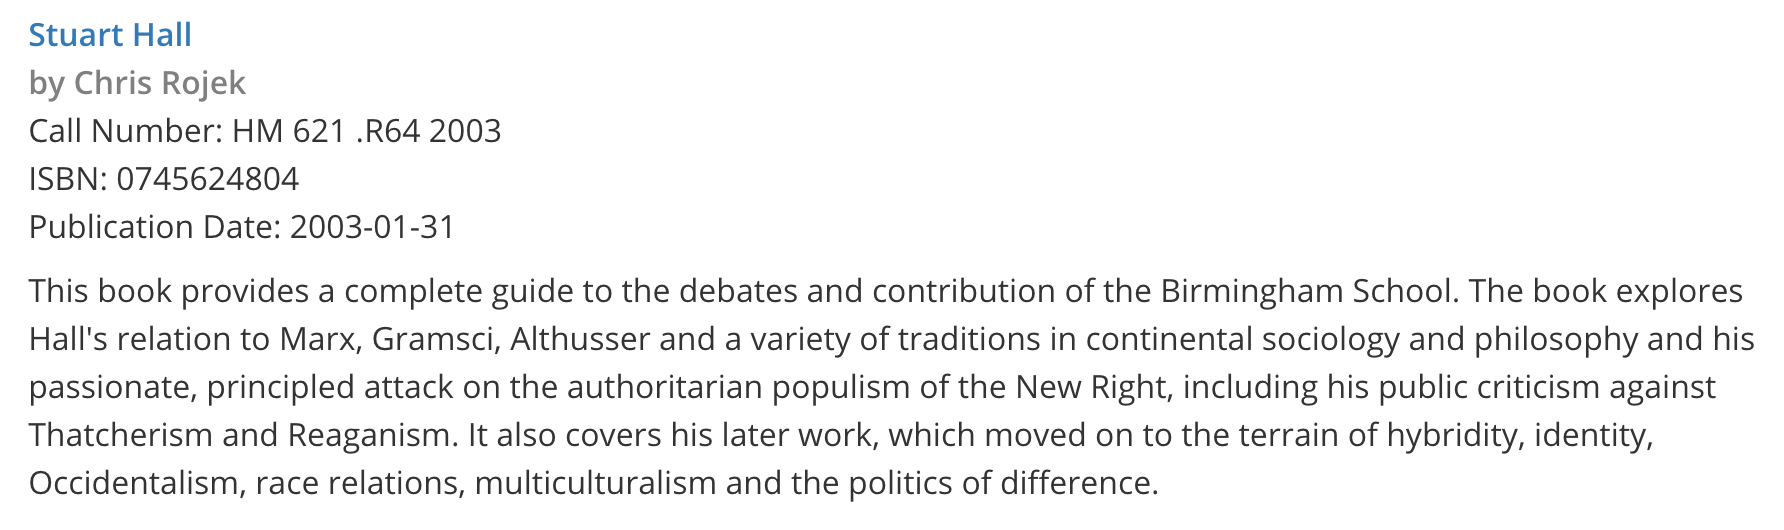 Stuart Hall
by Chris Rojek
Call Number: HM 621 .R64 2003
ISBN: 0745624804
Publication Date: 2003-01-31
This book provides a complete guide to the debates and contribution of the Birmingham School. The book explores
Hall's relation to Marx, Gramsci, Althusser and a variety of traditions in continental sociology and philosophy and his
passionate, principled attack on the authoritarian populism of the New Right, including his public criticism against
Thatcherism and Reaganism. It also covers his later work, which moved on to the terrain of hybridity, identity,
Occidentalism, race relations, multiculturalism and the politics of difference.